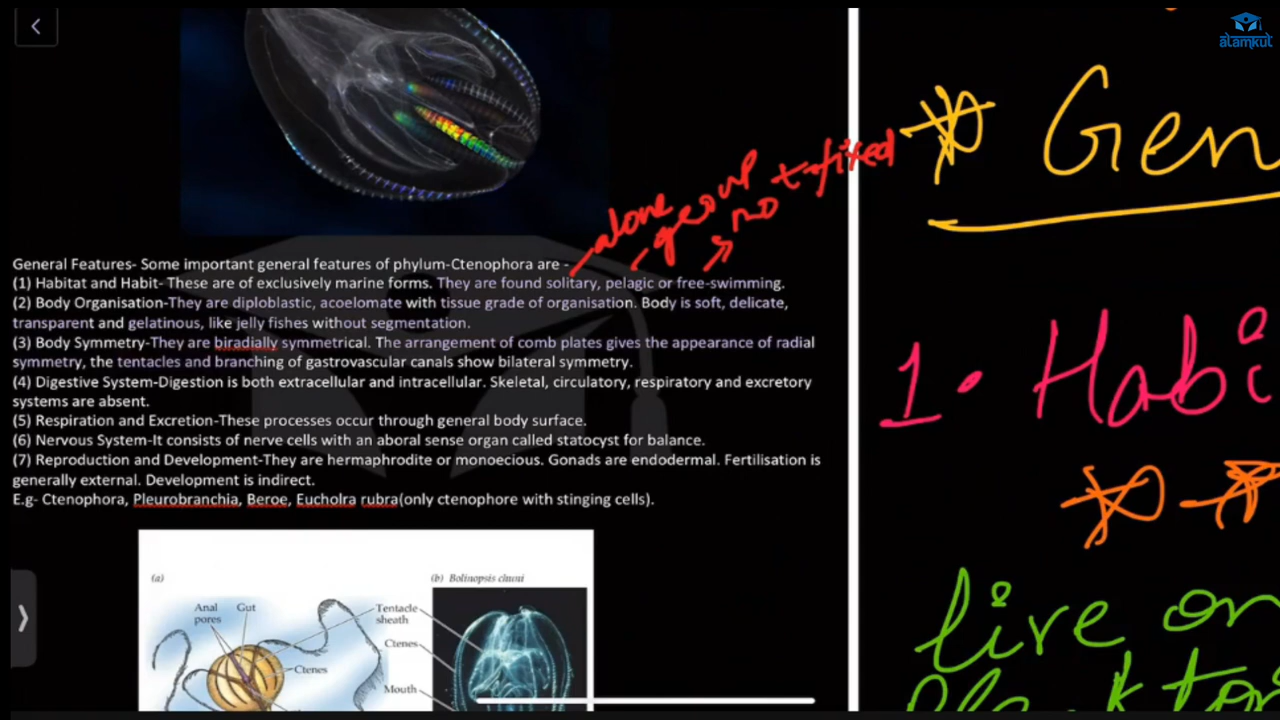 alamkut
Gen
alone
group
not fixed
General Features- Some important general features of phylum-Ctenophora are -
(1) Habitat and Habit- These are of exclusively marine forms. They are found solitary, pelagic or free-swimming.
(2) Body Organisation-They are diploblastic, acoelomate with tissue grade of organisation. Body is soft, delicate,
transparent and gelatinous, like jelly fishes without segmentation.
(3) Body Symmetry-They are biradially symmetrical. The arrangement of comb plates gives the appearance of radial
symmetry, the tentacles and branching of gastrovascular canals show bilateral symmetry.
(4) Digestive System-Digestion is both extracellular and intracellular. Skeletal, circulatory, respiratory and excretory
systems are absent.
(5) Respiration and Excretion-These processes occur through general body surface.
(6) Nervous System-It consists of nerve cells with an aboral sense organ called statocyst for balance.
(7) Reproduction and Development-They are hermaphrodite or monoecious. Gonads are endodermal. Fertilisation is
generally external. Development is indirect.
E.g- Ctenophora, Pleurobranchia, Beroe, Eucholra rubra(only ctenophore with stinging cells).
1. Habi
live on
(a)
(b) Bolinopsis chuni
Anal
pores
Gut
Tentacle
sheath
Ctenes
Ctenes
Mouth